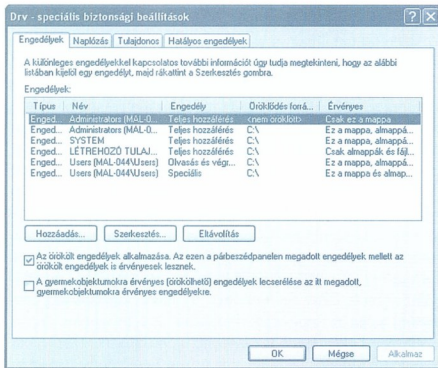 Drv - speciális biztonsági beállítások
Engedélyek Naplózás Tulajdonos Hatályos engedélyek
A különleges engedélyekkel kapcsolatos további információt úgy tudja megtekinteni, hogy az alábbi
listában kijelöl egy engedélyt, majd rákattint a Szerkesztés gombra.
Engedélyek:
Típus Név Engedély Öröklődés forrá... Érvényes
Enged... Administrators (MAL-0... Teljes hozzáférés <nem öröklött> Csak ez a mappa
Enged... Administrators (MAL-0... Teljes hozzáférés C:\ Ez a mappa, almappá...
Enged... SYSTEM Teljes hozzáférés C:\ Ez a mappa, almappá...
Enged... LÉTREHOZÓ TULAJ... Teljes hozzáférés C:\ Csak almappák és fájl...
Enged... Users (MAL-044\Users) Olvasás és végr... C:\ Ez a mappa, almappá...
Enged... Users (MAL-044\Users) Speciális C:\ Ez a mappa és almap...
Hozzáadás... Szerkesztés... Eltávolítás
Az örökölt engedélyek alkalmazása. Az ezen a párbeszédpanelen megadott engedélyek mellett az
örökölt engedélyek is érvényesek lesznek.
A gyermekobjektumokra érvényes (örökölhető) engedélyek lecserélése az itt megadott,
gyermekobjektumokra érvényes engedélyekre.
OK Mégse Alkalmaz